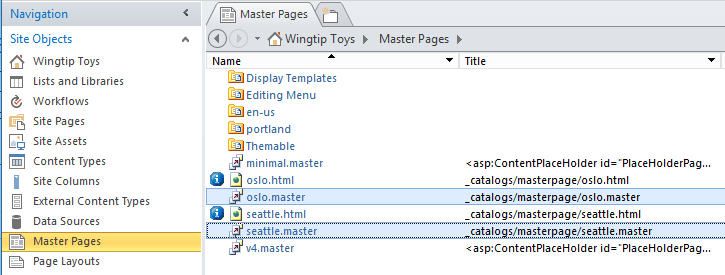 Navigation
Site Objects
Wingtip Toys
Lists and Libraries
Workflows
Site Pages
Site Assets
Content Types
Site Columns
External Content Types
Data Sources
Master Pages
Page Layouts
Master Pages
Wingtip Toys Master Pages
Name Title
Display Templates
Editing Menu
en-us
portland
Themable
minimal.master <asp:ContentPlaceHolder id="PlaceHolderPag...
oslo.html _catalogs/masterpage/oslo.html
oslo.master _catalogs/masterpage/oslo.master
seattle.html _catalogs/masterpage/seattle.html
seattle.master _catalogs/masterpage/seattle.master
v4.master <asp:ContentPlaceHolder id="PlaceHolderPag...